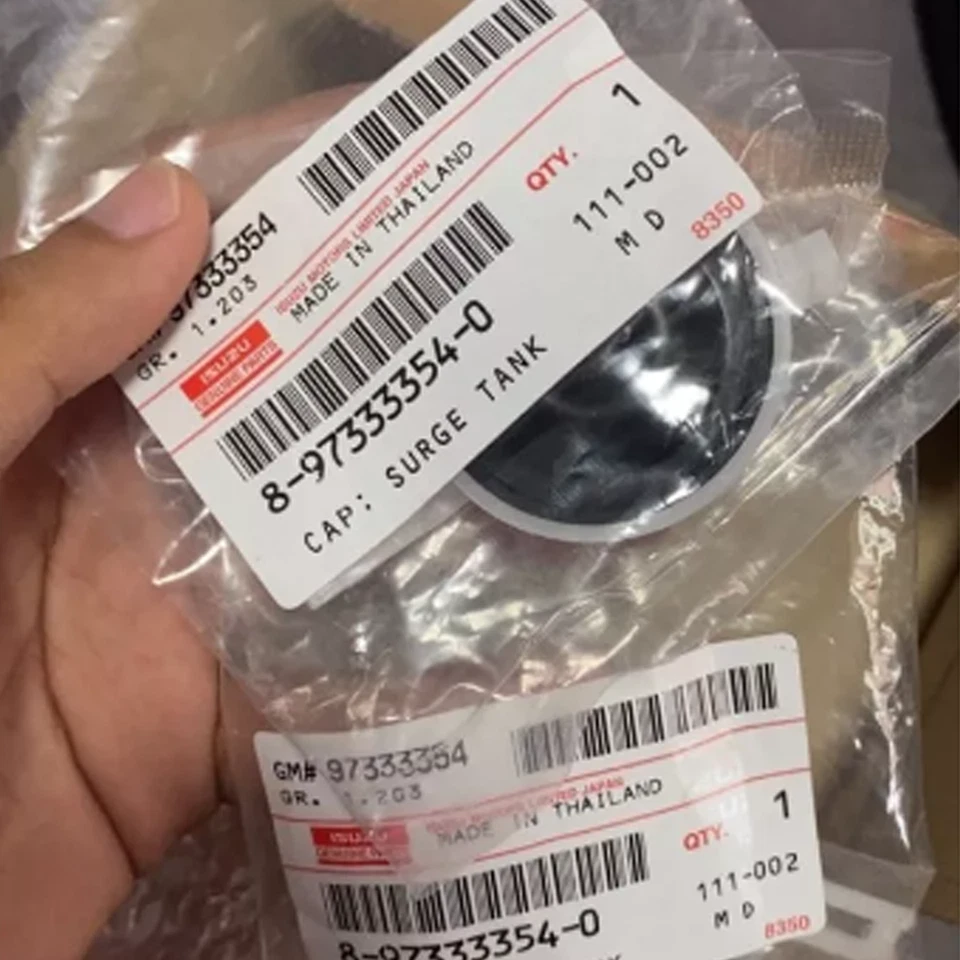 97333354
GR. 1.203
ISUZU MOTORS LIMITED JAPAN
MADE IN THAILAND
ISUZU
GENUINE PARTS
QTY. 1
8-97333354-0
111-002
CAP; SURGE TANK
M D
8350
GM# 97333354
GR. 1.203
ISUZU MOTORS LIMITED JAPAN
MADE IN THAILAND
ISUZU
GENUINE
QTY. 1
8-97333354-0
111-002
M D
8350